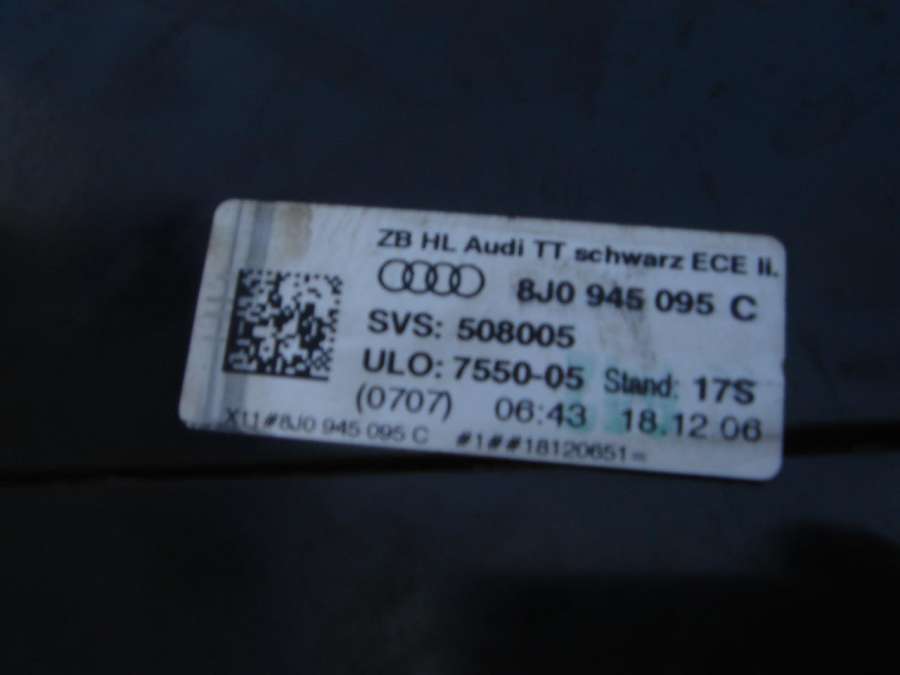 ZB HL Audi TT schwarz ECE li.
8J0 945 095 C
SVS: 508005
ULO: 7550-05 Stand: 17S
(0707) 06:43 18.12.06
X11#8J0 945 095 C #1##18120651=